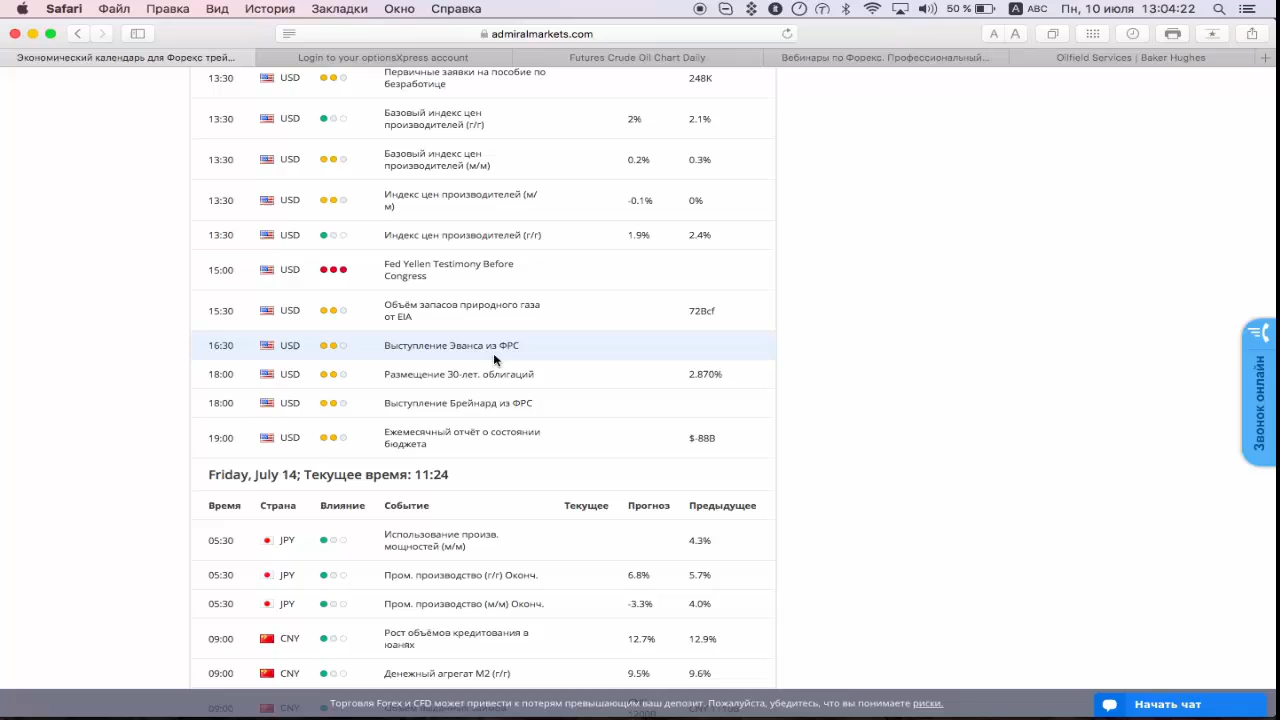 Safari Файл Правка Вид История Закладки Окно Справка 50 % A ABC Пн, 10 июля 13:04:22
admiralmarkets.com A A
Экономический календарь для Форекс трей... Login to your optionsXpress account Futures Crude Oil Chart Daily Вебинары по Форекс. Профессиональный... Oilfield Services | Baker Hughes
13:30 USD Первичные заявки на пособие по 248K
безработице
13:30 USD Базовый индекс цен 2% 2.1%
производителей (г/г)
13:30 USD Базовый индекс цен 0.2% 0.3%
производителей (м/м)
13:30 USD Индекс цен производителей (м/ -0.1% 0%
м)
13:30 USD Индекс цен производителей (г/г) 1.9% 2.4%
15:00 USD Fed Yellen Testimony Before
Congress
15:30 USD Объём запасов природного газа 72Bcf
от EIA
16:30 USD Выступление Эванса из ФРС
18:00 USD Размещение 30-лет. облигаций 2.870%
18:00 USD Выступление Брейнард из ФРС
19:00 USD Ежемесячный отчёт о состоянии $-88B
бюджета
Friday, July 14; Текущее время: 11:24
Время Страна Влияние Событие Текущее Прогноз Предыдущее
05:30 JPY Использование произв. 4.3%
мощностей (м/м)
05:30 JPY Пром. производство (г/г) Оконч. 6.8% 5.7%
05:30 JPY Пром. производство (м/м) Оконч. -3.3% 4.0%
09:00 CNY Рост объёмов кредитования в 12.7% 12.9%
юанях
09:00 CNY Денежный агрегат М2 (г/г) 9.5% 9.6%
09:00 CNY
Торговля Forex и CFD может привести к потерям превышающим ваш депозит. Пожалуйста, убедитесь, что вы понимаете риски.
Звонок онлайн
Начать чат